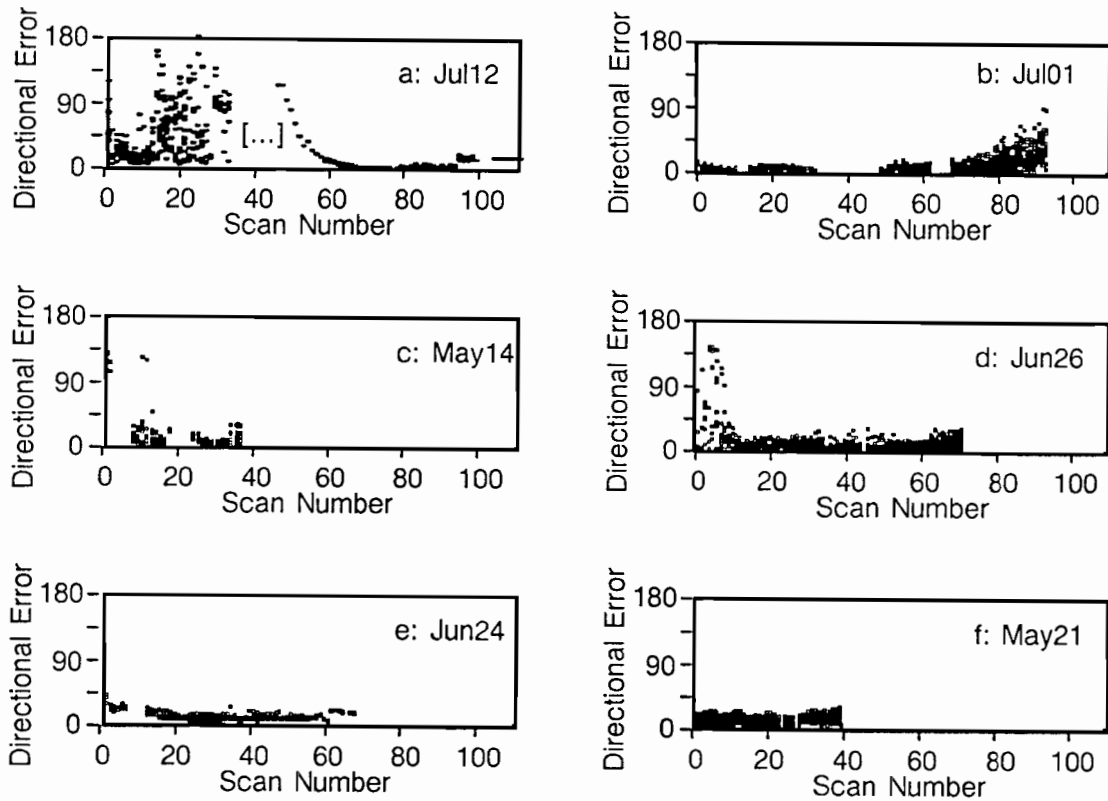 Directional Error
180
90
0
a: Jul12
[...]
0 20 40 60 80 100
Scan Number
Directional Error
180
90
0
b: Jul01
0 20 40 60 80 100
Scan Number
Directional Error
180
90
0
c: May14
0 20 40 60 80 100
Scan Number
Directional Error
180
90
0
d: Jun26
0 20 40 60 80 100
Scan Number
Directional Error
180
90
0
e: Jun24
0 20 40 60 80 100
Scan Number
Directional Error
180
90
0
f: May21
0 20 40 60 80 100
Scan Number